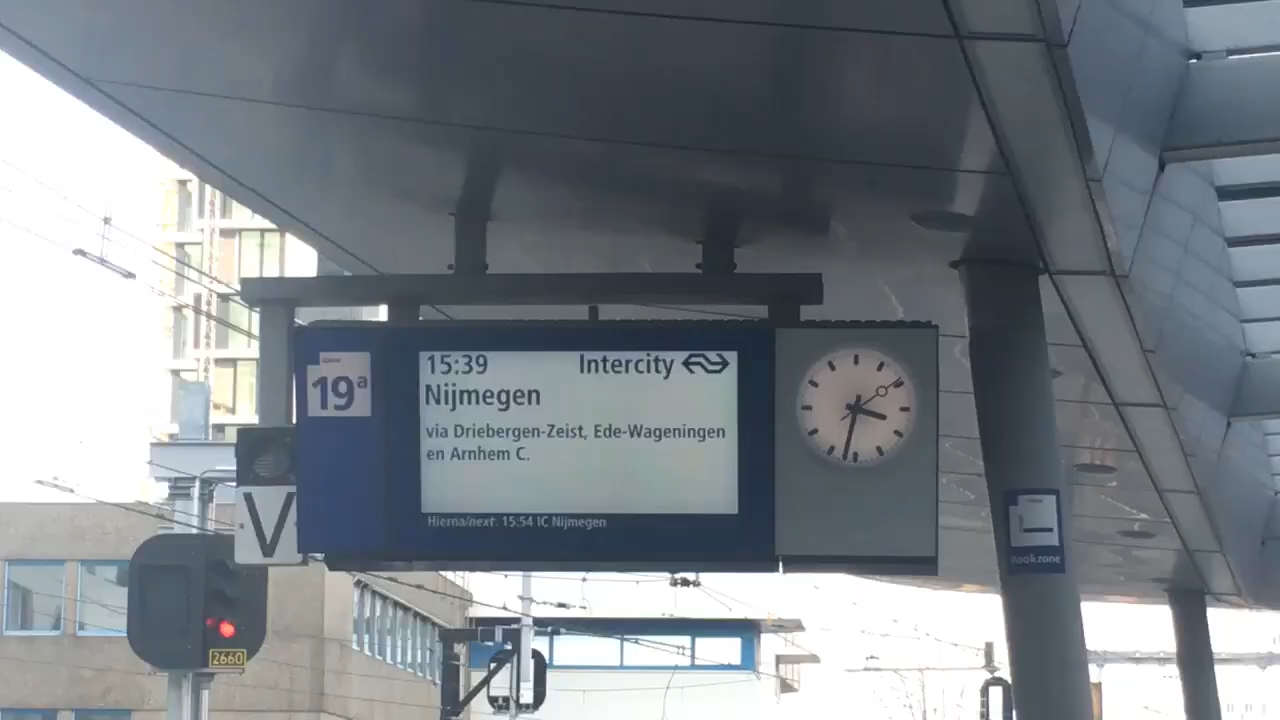 19a
15:39 Intercity
Nijmegen
via Driebergen-Zeist, Ede-Wageningen
en Arnhem C.
Hierna/next: 15:54 IC Nijmegen
V
2660
Rookzone